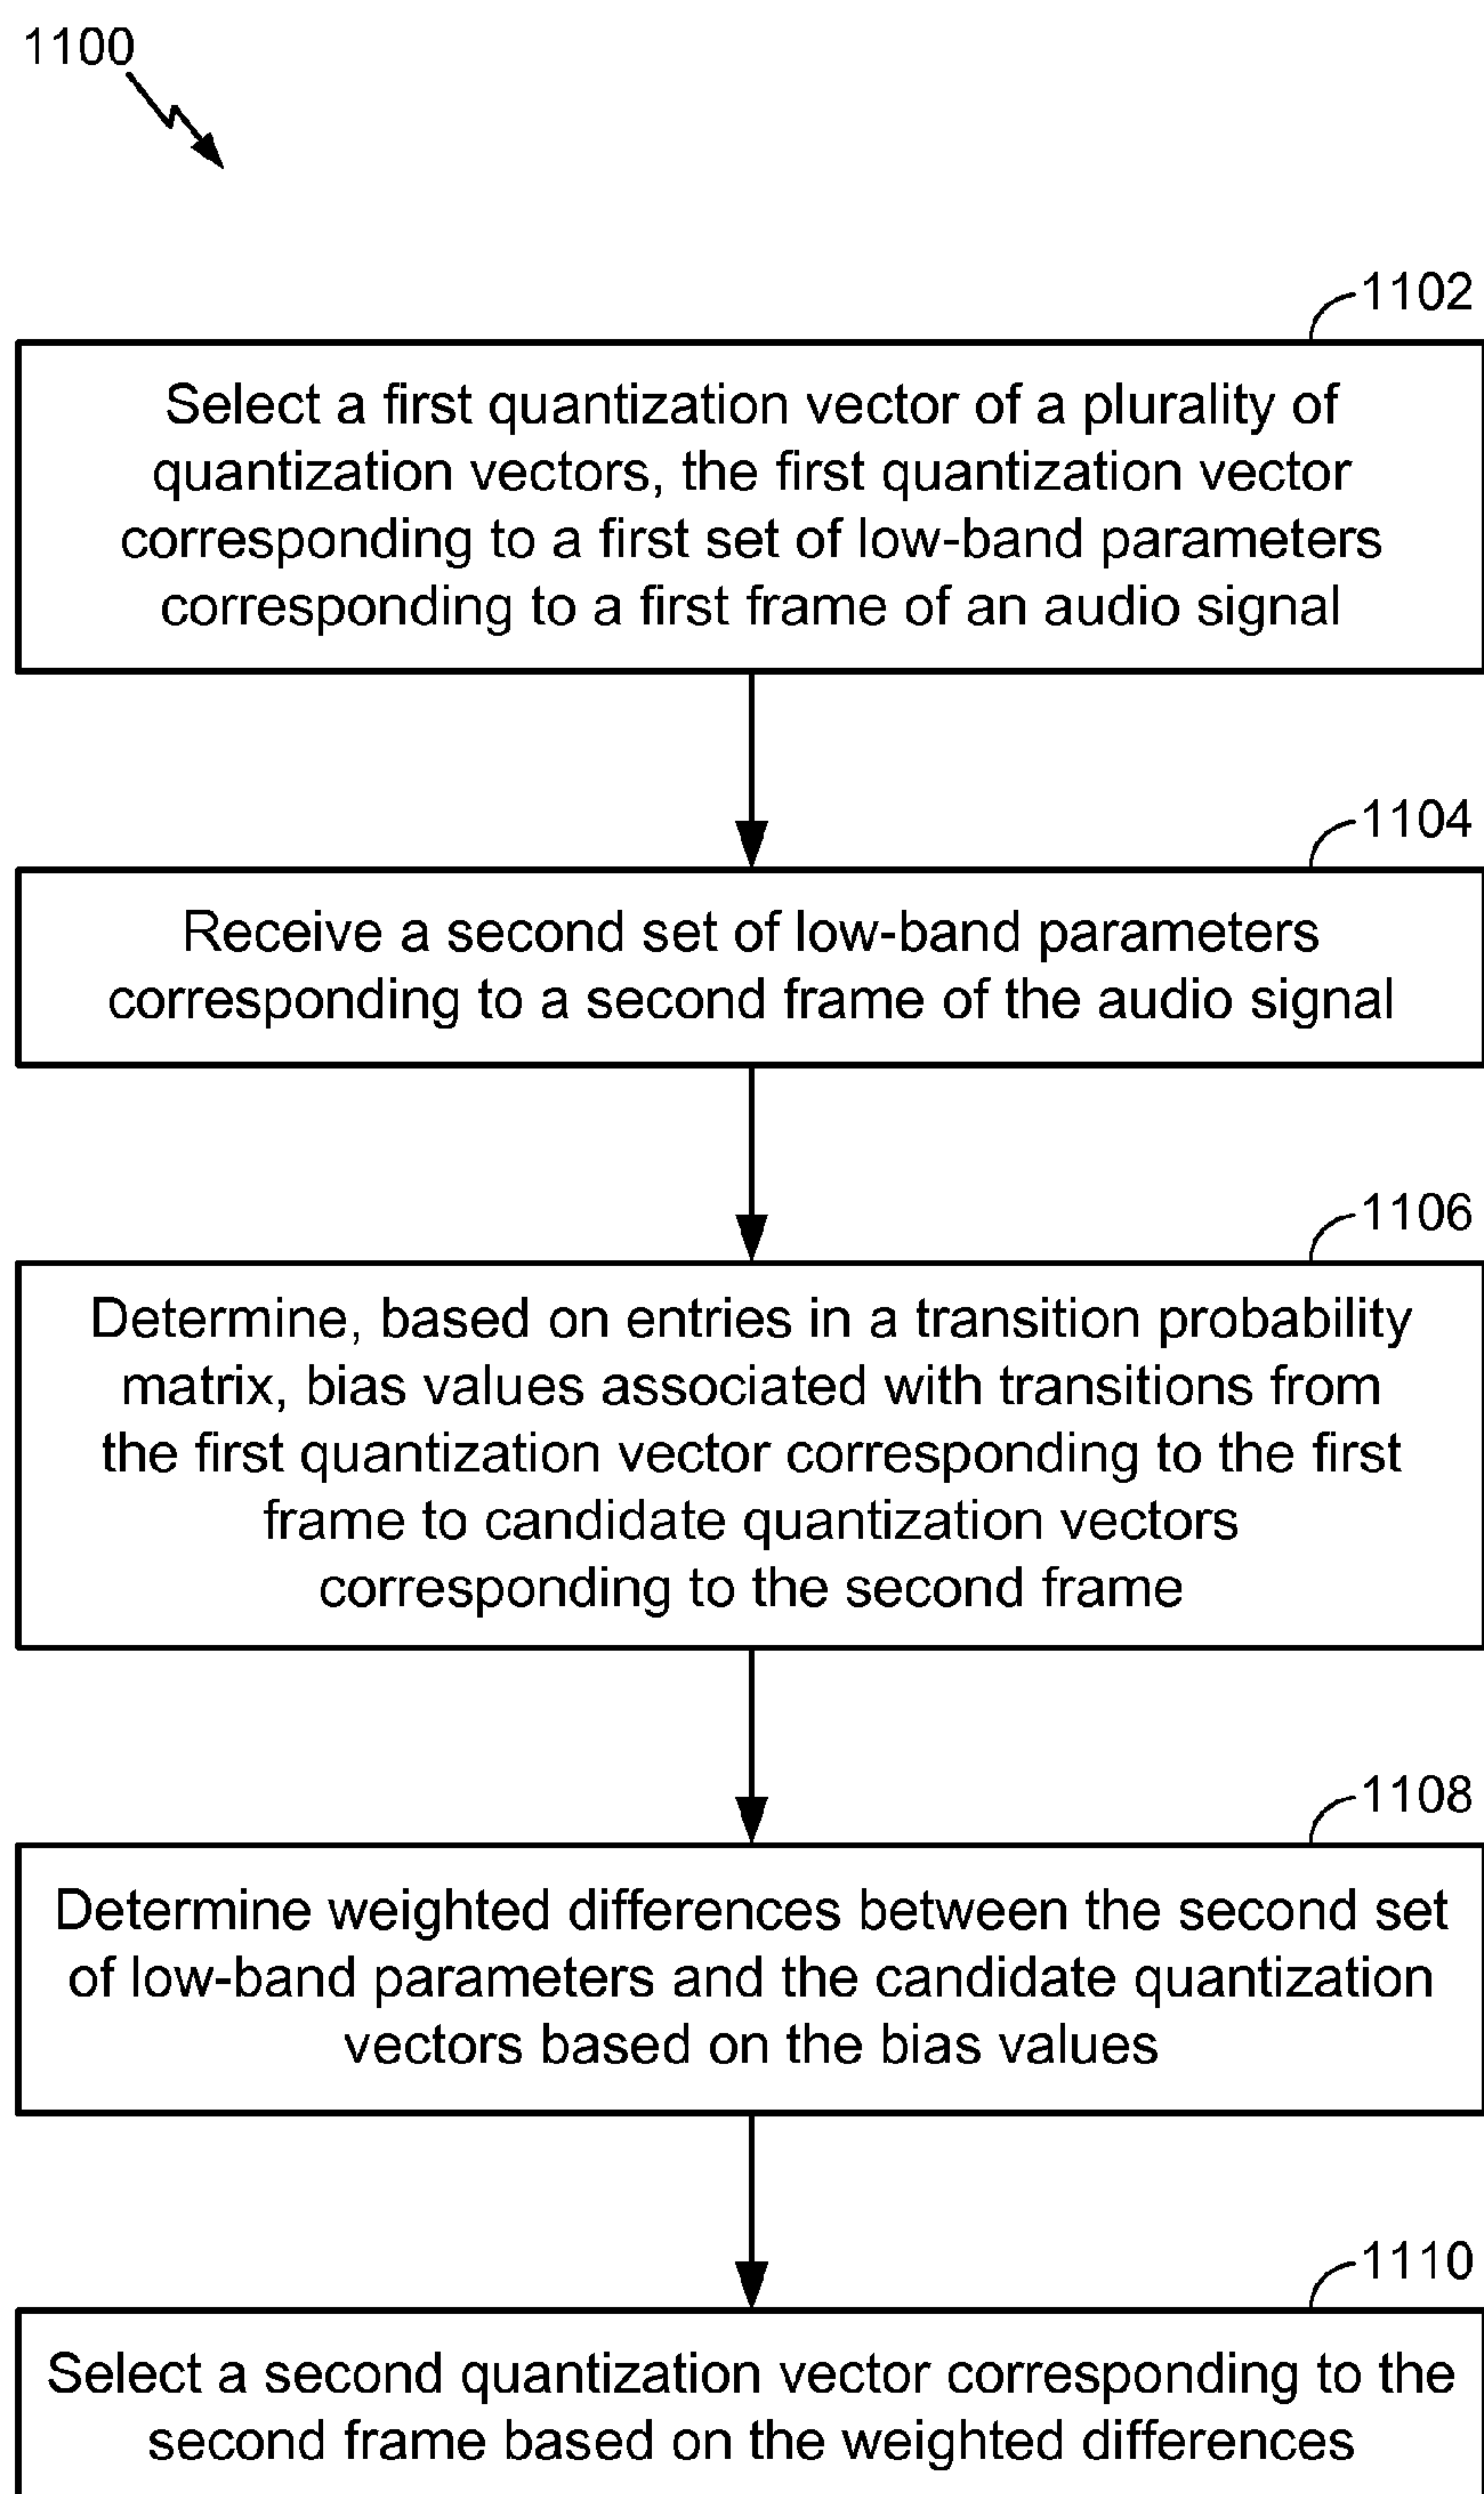 1100
1102
Select a first quantization vector of a plurality of
quantization vectors, the first quantization vector
corresponding to a first set of low-band parameters
corresponding to a first frame of an audio signal
1104
Receive a second set of low-band parameters
corresponding to a second frame of the audio signal
1106
Determine, based on entries in a transition probability
matrix, bias values associated with transitions from
the first quantization vector corresponding to the first
frame to candidate quantization vectors
corresponding to the second frame
1108
Determine weighted differences between the second set
of low-band parameters and the candidate quantization
vectors based on the bias values
1110
Select a second quantization vector corresponding to the
second frame based on the weighted differences